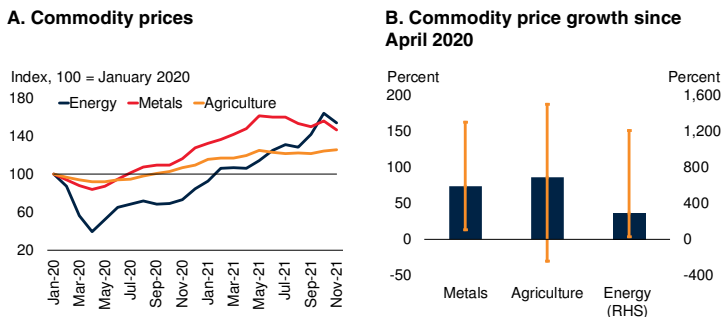 A. Commodity prices
Index, 100 = January 2020
180
140
100
60
20
Energy Metals Agriculture
Jan-20
Mar-20
May-20
Jul-20
Sep-20
Nov-20
Jan-21
Mar-21
May-21
Jul-21
Sep-21
Nov-21
B. Commodity price growth since
April 2020
Percent
Percent
200
150
100
50
0
-50
1,600
1,200
800
400
0
-400
Metals
Agriculture
Energy
(RHS)